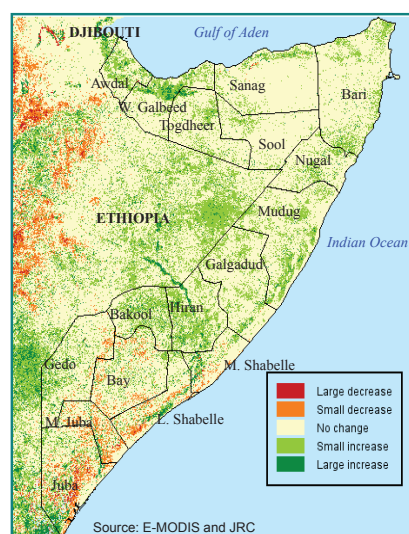 DJIBOUTI
Gulf of Aden
Awdal
Sanag
Bari
W. Galbeed
Togdheer
Sool
Nugal
ETHIOPIA
Mudug
Indian Ocean
Galgadud
Bakool
Hiran
Gedo
M. Shabelle
Bay
Large decrease
Small decrease
No change
Small increase
Large increase
L. Shabelle
M. Juba
Juba
Source: E-MODIS and JRC